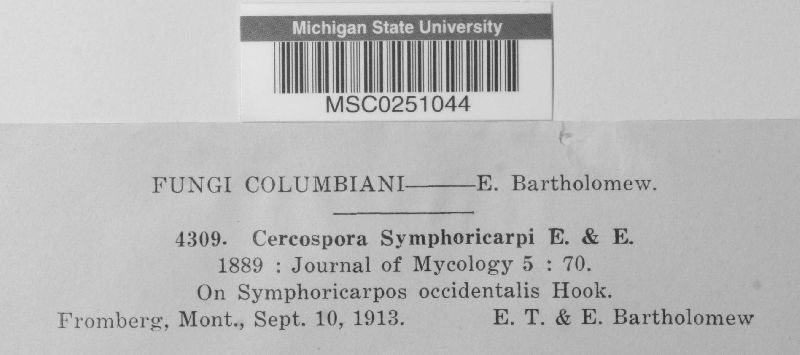 Michigan State University
MSC0251044
FUNGI COLUMBIANI——E. Bartholomew.
4309. Cercospora Symphoricarpi E. & E.
1889 : Journal of Mycology 5 : 70.
On Symphoricarpos occidentalis Hook.
Fromberg, Mont., Sept. 10, 1913. E. T. & E. Bartholomew